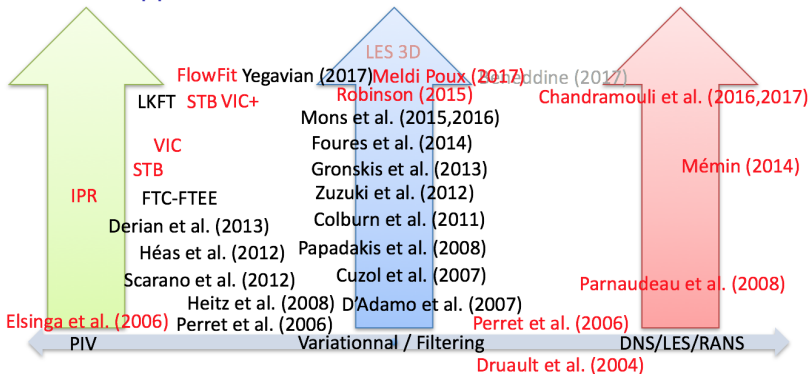 LES 3D
FlowFit Yegavian (2017) Meldi Poux (2017) Beneddine (2017)
LKFT STB VIC+ Robinson (2015) Chandramouli et al. (2016,2017)
Mons et al. (2015,2016)
VIC Foures et al. (2014)
STB Gronskis et al. (2013) Mémin (2014)
IPR FTC-FTEE Zuzuki et al. (2012)
Derian et al. (2013) Colburn et al. (2011)
Héas et al. (2012) Papadakis et al. (2008)
Scarano et al. (2012) Cuzol et al. (2007) Parnaudeau et al. (2008)
Heitz et al. (2008) D'Adamo et al. (2007)
Elsinga et al. (2006) Perret et al. (2006) Perret et al. (2006)
PIV Variationnal / Filtering DNS/LES/RANS
Druault et al. (2004)